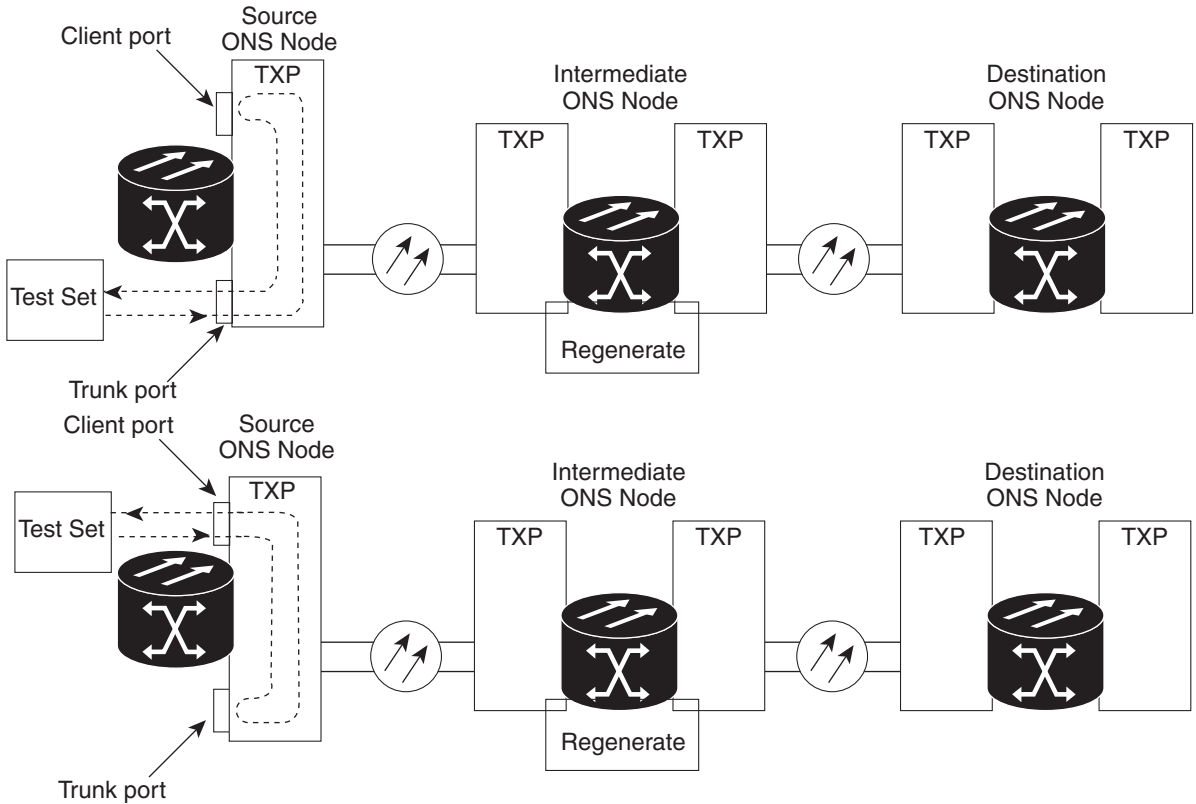 Source
ONS Node
Client port
TXP
Intermediate
ONS Node
Destination
ONS Node
TXP
TXP
TXP
TXP
Test Set
Regenerate
Trunk port
Client port
Source
ONS Node
TXP
Intermediate
ONS Node
Destination
ONS Node
Test Set
TXP
TXP
TXP
TXP
Regenerate
Trunk port